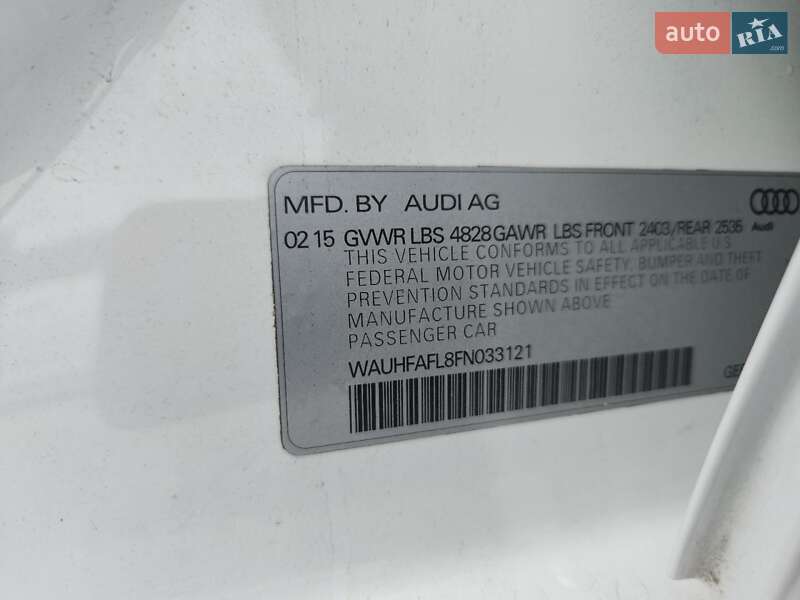 auto RIA .com
MFD. BY AUDI AG
Audi
02 15 GVWR LBS 4828 GAWR LBS FRONT 2403/REAR 2535
THIS VEHICLE CONFORMS TO ALL APPLICABLE U.S
FEDERAL MOTOR VEHICLE SAFETY, BUMPER AND THEFT
PREVENTION STANDARDS IN EFFECT ON THE DATE OF
MANUFACTURE SHOWN ABOVE
PASSENGER CAR
WAUHFAFL8FN033121